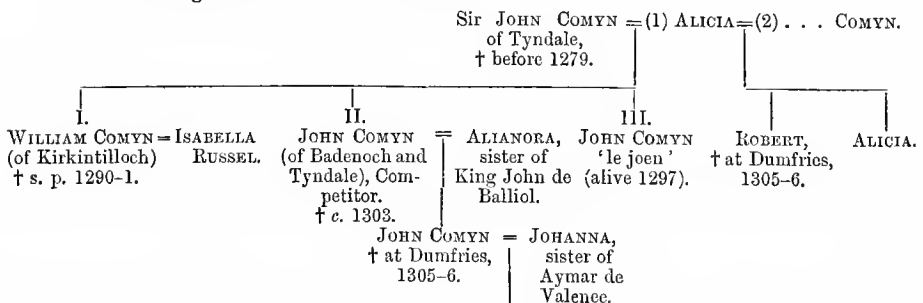 Sir JOHN COMYN = (1) ALICIA = (2) . . . COMYN.
of Tyndale,
† before 1279.
I.
WILLIAM COMYN = ISABELLA
(of Kirkintilloch) RUSSEL.
† s. p. 1290-1.
II.
JOHN COMYN = ALIANORA,
(of Badenoch and sister of
Tyndale), Com- King John de
petitor. Balliol.
† c. 1303.
III.
JOHN COMYN
'le joen'
(alive 1297).
ROBERT,
† at Dumfries,
1305-6.
ALICIA.
JOHN COMYN = JOHANNA,
† at Dumfries, sister of
1305-6. Aymar de
Valence.